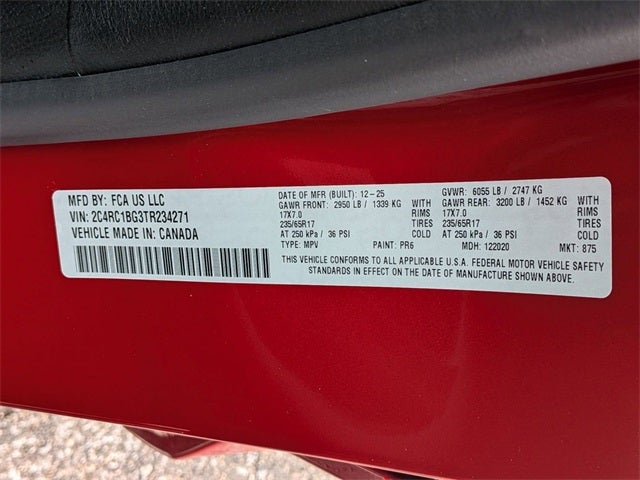 MFD BY: FCA US LLC
VIN: 2C4RC1BG3TR234271
VEHICLE MADE IN: CANADA
DATE OF MFR (BUILT): 12-25 GVWR: 6055 LB / 2747 KG
GAWR FRONT: 2950 LB / 1339 KG WITH GAWR REAR: 3200 LB / 1452 KG WITH
17X7.0 RIMS 17X7.0 RIMS
235/65R17 TIRES 235/65R17 TIRES
AT 250 kPa / 36 PSI COLD AT 250 kPa / 36 PSI COLD
TYPE: MPV PAINT: PR6 MDH: 122020 MKT: 875
THIS VEHICLE CONFORMS TO ALL APPLICABLE U.S.A. FEDERAL MOTOR VEHICLE SAFETY
STANDARDS IN EFFECT ON THE DATE OF MANUFACTURE SHOWN ABOVE.